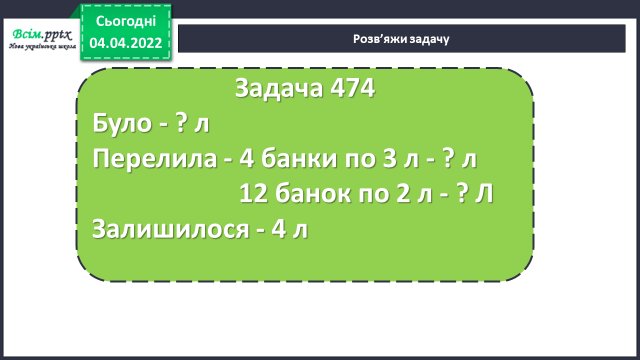 Всім.pptx
Нова українська школа
Сьогодні
04.04.2022
Розв'яжи задачу
Задача 474
Було - ? л
Перелила - 4 банки по 3 л - ? л
12 банок по 2 л - ? Л
Залишилося - 4 л